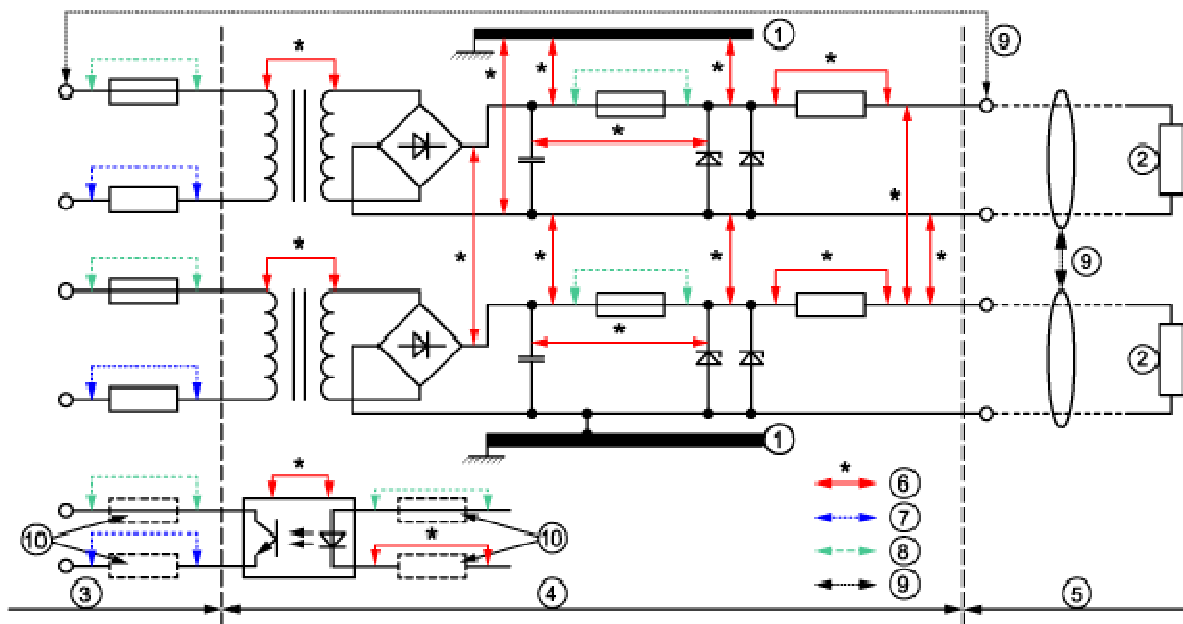 * ① ⑨
* * *
* *
* ②
*
* * ⑨
* * * *
* ②
①
* * ⑥
⑩ * ⑩ ⑦
⑧
③ ④ ⑨ ⑤